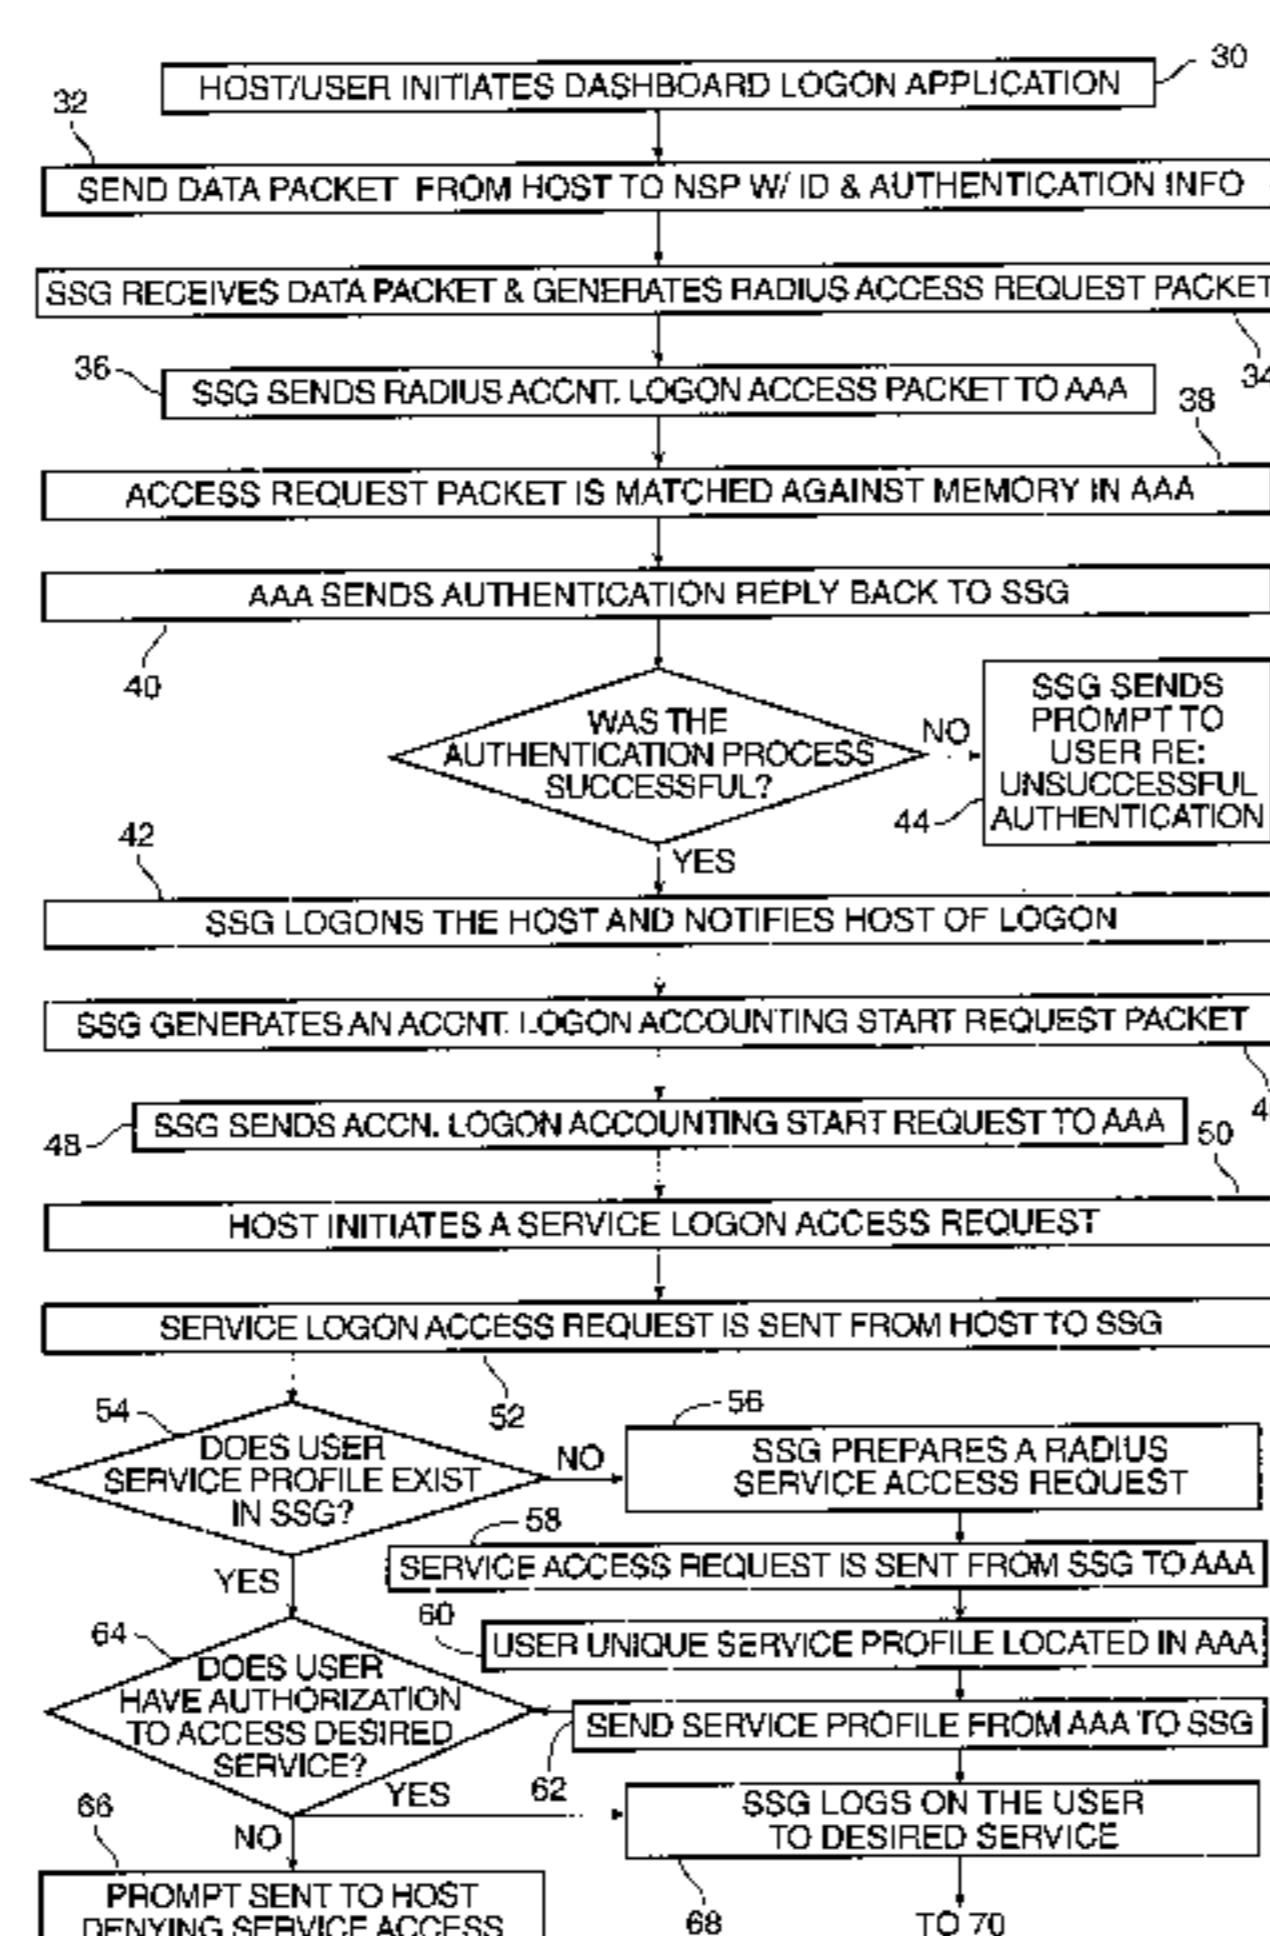 30
HOST/USER INITIATES DASHBOARD LOGON APPLICATION
32
SEND DATA PACKET FROM HOST TO NSP W/ ID & AUTHENTICATION INFO
SSG RECEIVES DATA PACKET & GENERATES RADIUS ACCESS REQUEST PACKET
34
36
SSG SENDS RADIUS ACCNT. LOGON ACCESS PACKET TO AAA
38
ACCESS REQUEST PACKET IS MATCHED AGAINST MEMORY IN AAA
AAA SENDS AUTHENTICATION REPLY BACK TO SSG
40
WAS THE
AUTHENTICATION PROCESS
SUCCESSFUL?
NO
SSG SENDS
PROMPT TO
USER RE:
UNSUCCESSFUL
AUTHENTICATION
44
YES
42
SSG LOGONS THE HOST AND NOTIFIES HOST OF LOGON
SSG GENERATES AN ACCNT. LOGON ACCOUNTING START REQUEST PACKET
SSG SENDS ACCN. LOGON ACCOUNTING START REQUEST TO AAA
48
50
HOST INITIATES A SERVICE LOGON ACCESS REQUEST
SERVICE LOGON ACCESS REQUEST IS SENT FROM HOST TO SSG
52
54
DOES USER
SERVICE PROFILE EXIST
IN SSG?
NO
56
SSG PREPARES A RADIUS
SERVICE ACCESS REQUEST
58
SERVICE ACCESS REQUEST IS SENT FROM SSG TO AAA
YES
60
USER UNIQUE SERVICE PROFILE LOCATED IN AAA
64
DOES USER
HAVE AUTHORIZATION
TO ACCESS DESIRED
SERVICE?
SEND SERVICE PROFILE FROM AAA TO SSG
62
YES
SSG LOGS ON THE USER
TO DESIRED SERVICE
66
NO
PROMPT SENT TO HOST
DENYING SERVICE ACCESS
68
TO 70